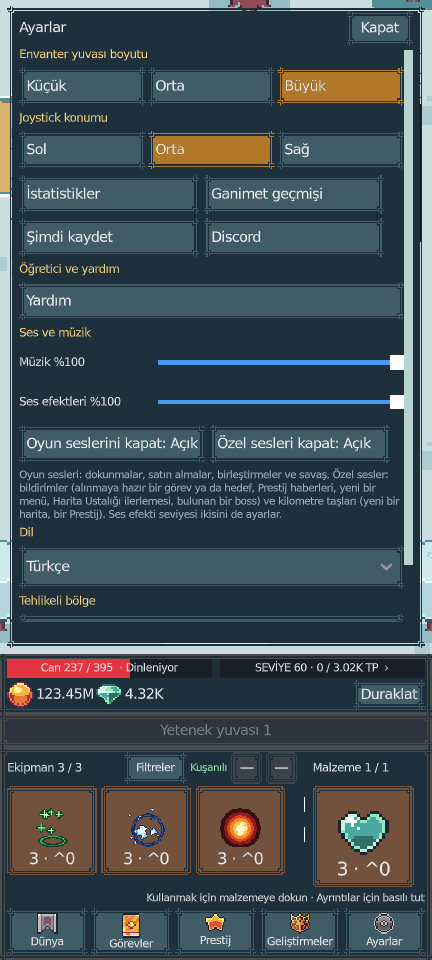 Ayarlar
Kapat
Envanter yuvası boyutu
Küçük
Orta
Büyük
Joystick konumu
Sol
Orta
Sağ
İstatistikler
Ganimet geçmişi
Şimdi kaydet
Discord
Öğretici ve yardım
Yardım
Ses ve müzik
Müzik %100
Ses efektleri %100
Oyun seslerini kapat: Açık
Özel sesleri kapat: Açık
Oyun sesleri: dokunmalar, satın almalar, birleştirmeler ve savaş. Özel sesler:
bildirimler (alınmaya hazır bir görev ya da hedef, Prestij haberleri, yeni bir
menü, Harita Ustalığı ilerlemesi, bulunan bir boss) ve kilometre taşları (yeni bir
harita, bir Prestij). Ses efekti seviyesi ikisini de ayarlar.
Dil
Türkçe
Tehlikeli bölge
Can 237 / 395 · Dinleniyor
SEVİYE 60 · 0 / 3.02K TP ›
123.45M
4.32K
Duraklat
Yetenek yuvası 1
Ekipman 3 / 3
Filtreler
Kuşanılı
—
—
Malzeme 1 / 1
3 · ^0
3 · ^0
3 · ^0
3 · ^0
Kullanmak için malzemeye dokun · Ayrıntılar için basılı tut
Dünya
Görevler
Prestij
Geliştirmeler
Ayarlar